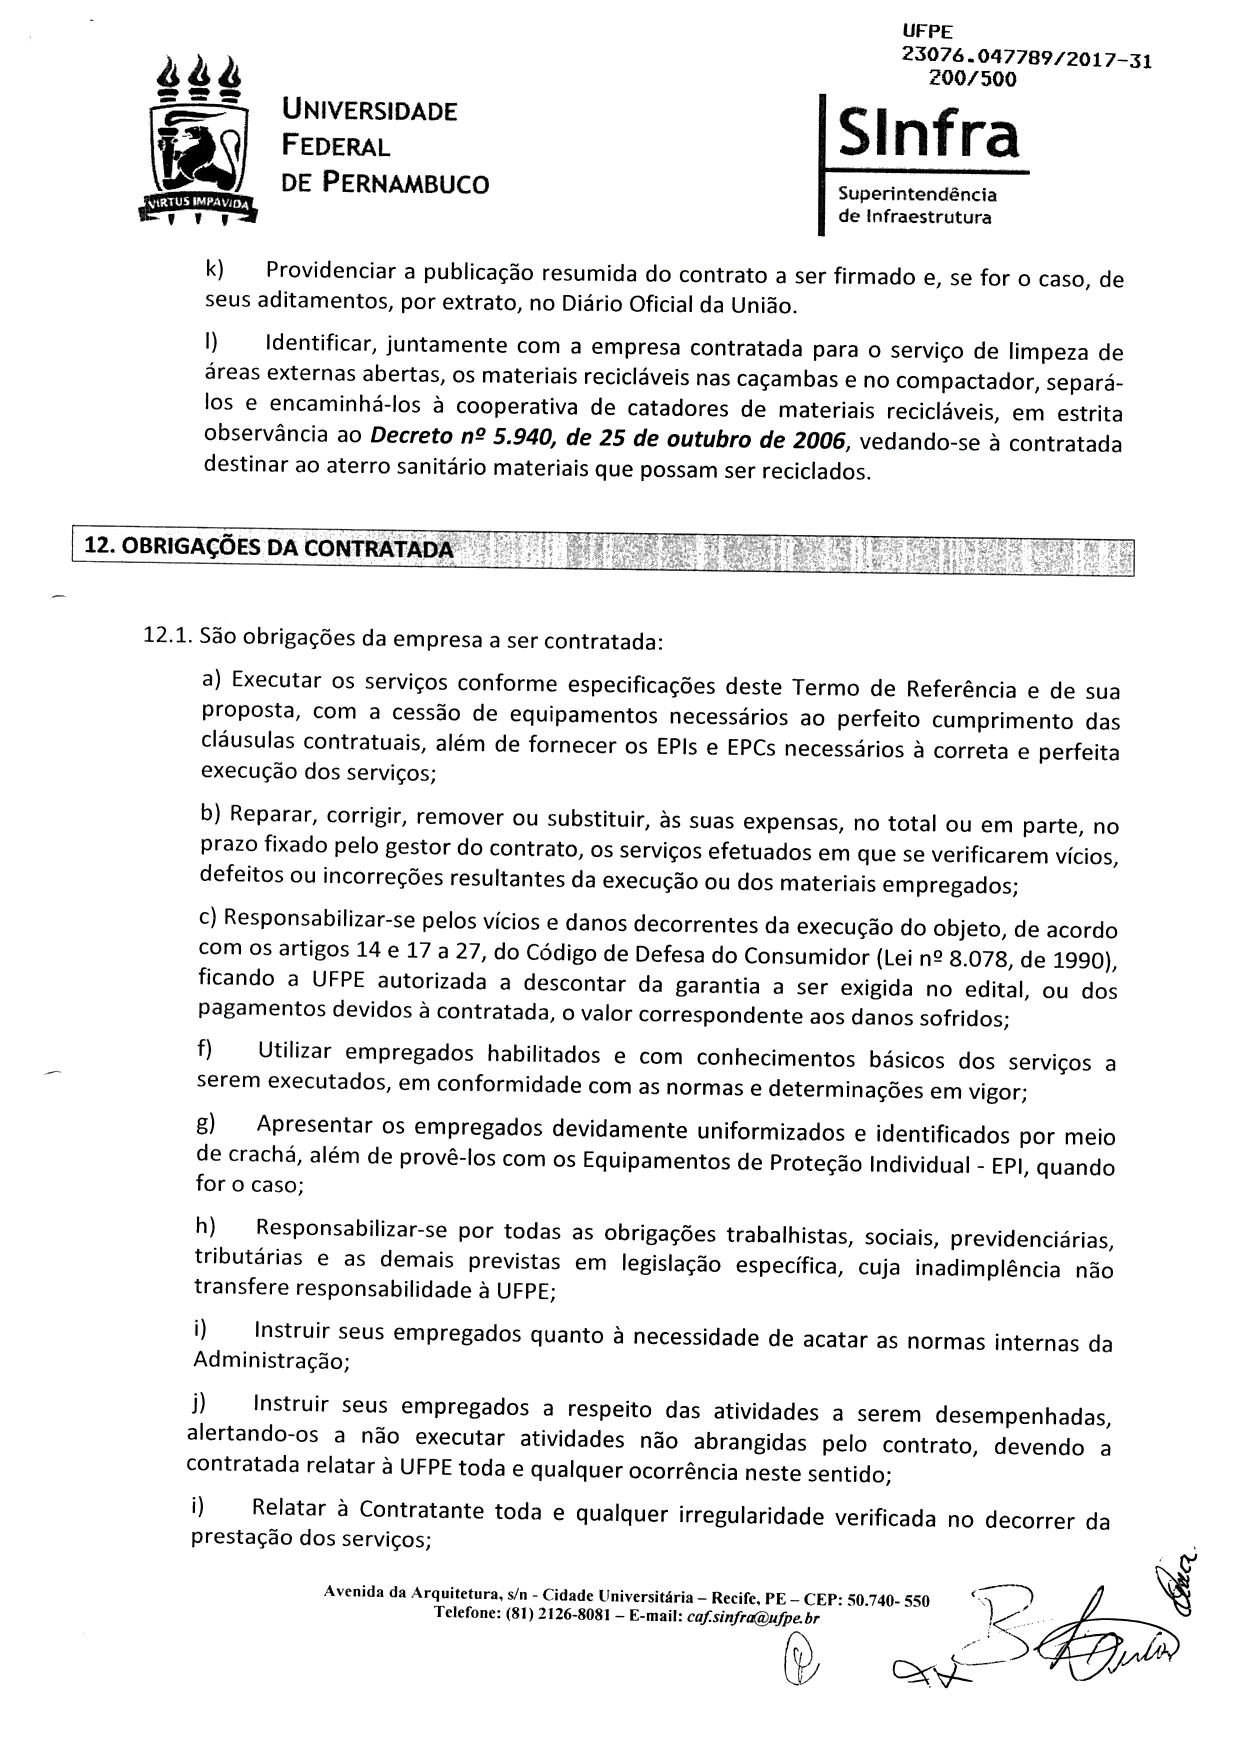 UFPE
23076.047789/2017-31
200/500
UNIVERSIDADE
FEDERAL
DE PERNAMBUCO
VIRTUS IMPAVIDA
SInfra
Superintendência
de Infraestrutura
k) Providenciar a publicação resumida do contrato a ser firmado e, se for o caso, de
seus aditamentos, por extrato, no Diário Oficial da União.
l) Identificar, juntamente com a empresa contratada para o serviço de limpeza de
áreas externas abertas, os materiais recicláveis nas caçambas e no compactador, separá-
los e encaminhá-los à cooperativa de catadores de materiais recicláveis, em estrita
observância ao Decreto nº 5.940, de 25 de outubro de 2006, vedando-se à contratada
destinar ao aterro sanitário materiais que possam ser reciclados.
12. OBRIGAÇÕES DA CONTRATADA
12.1. São obrigações da empresa a ser contratada:
a) Executar os serviços conforme especificações deste Termo de Referência e de sua
proposta, com a cessão de equipamentos necessários ao perfeito cumprimento das
cláusulas contratuais, além de fornecer os EPIs e EPCs necessários à correta e perfeita
execução dos serviços;
b) Reparar, corrigir, remover ou substituir, às suas expensas, no total ou em parte, no
prazo fixado pelo gestor do contrato, os serviços efetuados em que se verificarem vícios,
defeitos ou incorreções resultantes da execução ou dos materiais empregados;
c) Responsabilizar-se pelos vícios e danos decorrentes da execução do objeto, de acordo
com os artigos 14 e 17 a 27, do Código de Defesa do Consumidor (Lei nº 8.078, de 1990),
ficando a UFPE autorizada a descontar da garantia a ser exigida no edital, ou dos
pagamentos devidos à contratada, o valor correspondente aos danos sofridos;
f) Utilizar empregados habilitados e com conhecimentos básicos dos serviços a
serem executados, em conformidade com as normas e determinações em vigor;
g) Apresentar os empregados devidamente uniformizados e identificados por meio
de crachá, além de provê-los com os Equipamentos de Proteção Individual - EPI, quando
for o caso;
h) Responsabilizar-se por todas as obrigações trabalhistas, sociais, previdenciárias,
tributárias e as demais previstas em legislação específica, cuja inadimplência não
transfere responsabilidade à UFPE;
i) Instruir seus empregados quanto à necessidade de acatar as normas internas da
Administração;
j) Instruir seus empregados a respeito das atividades a serem desempenhadas,
alertando-os a não executar atividades não abrangidas pelo contrato, devendo a
contratada relatar à UFPE toda e qualquer ocorrência neste sentido;
i) Relatar à Contratante toda e qualquer irregularidade verificada no decorrer da
prestação dos serviços;
Avenida da Arquitetura, s/n - Cidade Universitária – Recife, PE – CEP: 50.740- 550
Telefone: (81) 2126-8081 – E-mail: caf.sinfra@ufpe.br